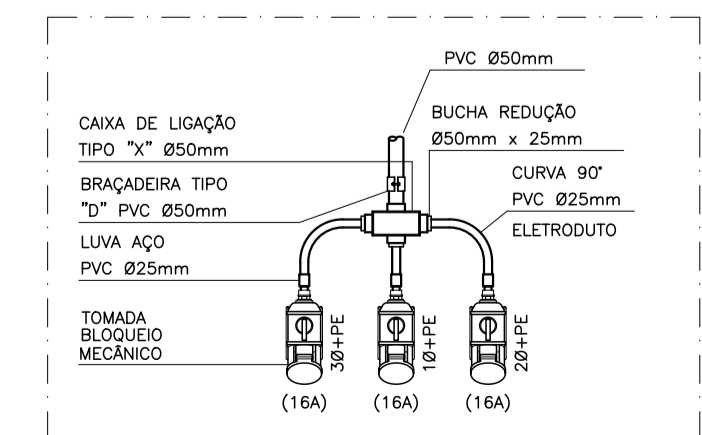 PVC Ø50mm
CAIXA DE LIGAÇÃO
TIPO "X" Ø50mm
BUCHA REDUÇÃO
Ø50mm x 25mm
BRAÇADEIRA TIPO
"D" PVC Ø50mm
CURVA 90°
PVC Ø25mm
ELETRODUTO
LUVA AÇO
PVC Ø25mm
TOMADA
BLOQUEIO
MECÂNICO
3Ø+PE
1Ø+PE
2Ø+PE
(16A)
(16A)
(16A)